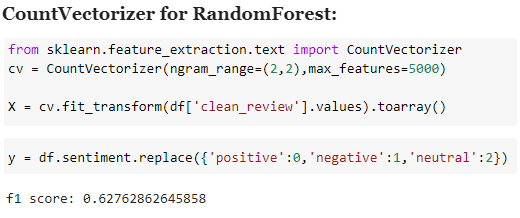 CountVectorizer for RandomForest:
from sklearn.feature_extraction.text import CountVectorizer
cv = CountVectorizer(ngram_range=(2,2),max_features=5000)
X = cv.fit_transform(df['clean_review'].values).toarray()
y = df.sentiment.replace({'positive':0,'negative':1,'neutral':2})
f1 score: 0.62762862645858